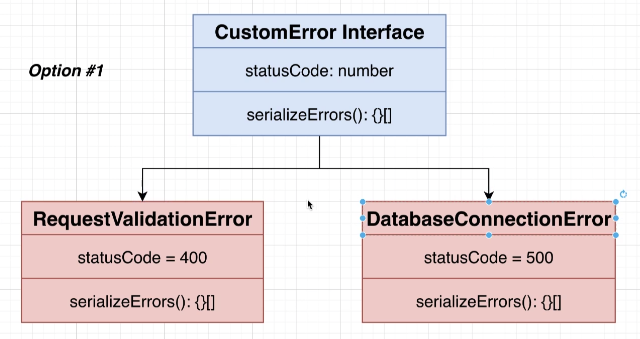 CustomError Interface
Option #1
statusCode: number
serializeErrors(): {}[]
RequestValidationError
DatabaseConnectionError
statusCode = 400
statusCode = 500
serializeErrors(): {}[]
serializeErrors(): {}[]